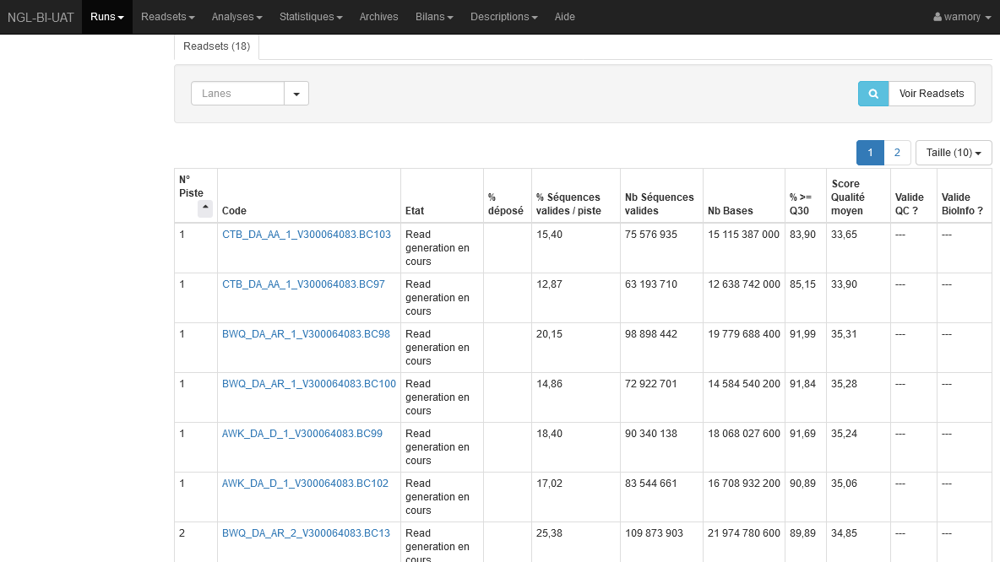 NGL-BI-UAT Runs Readsets Analyses Statistiques Archives Bilans Descriptions Aide wamory
Readsets (18)
Lanes Voir Readsets
1 2 Taille (10)
N° Piste Code Etat % déposé % Séquences valides / piste Nb Séquences valides Nb Bases % >= Q30 Score Qualité moyen Valide QC ? Valide BioInfo ?
1 CTB_DA_AA_1_V300064083.BC103 Read generation en cours 15,40 75 576 935 15 115 387 000 83,90 33,65 --- ---
1 CTB_DA_AA_1_V300064083.BC97 Read generation en cours 12,87 63 193 710 12 638 742 000 85,15 33,90 --- ---
1 BWQ_DA_AR_1_V300064083.BC98 Read generation en cours 20,15 98 898 442 19 779 688 400 91,99 35,31 --- ---
1 BWQ_DA_AR_1_V300064083.BC100 Read generation en cours 14,86 72 922 701 14 584 540 200 91,84 35,28 --- ---
1 AWK_DA_D_1_V300064083.BC99 Read generation en cours 18,40 90 340 138 18 068 027 600 91,69 35,24 --- ---
1 AWK_DA_D_1_V300064083.BC102 Read generation en cours 17,02 83 544 661 16 708 932 200 90,89 35,06 --- ---
2 BWQ_DA_AR_2_V300064083.BC13 Read generation en cours 25,38 109 873 903 21 974 780 600 89,89 34,85 --- ---